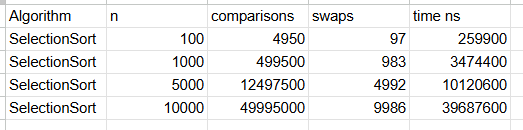 Algorithm n comparisons swaps time ns
SelectionSort 100 4950 97 259900
SelectionSort 1000 499500 983 3474400
SelectionSort 5000 12497500 4992 10120600
SelectionSort 10000 49995000 9986 39687600